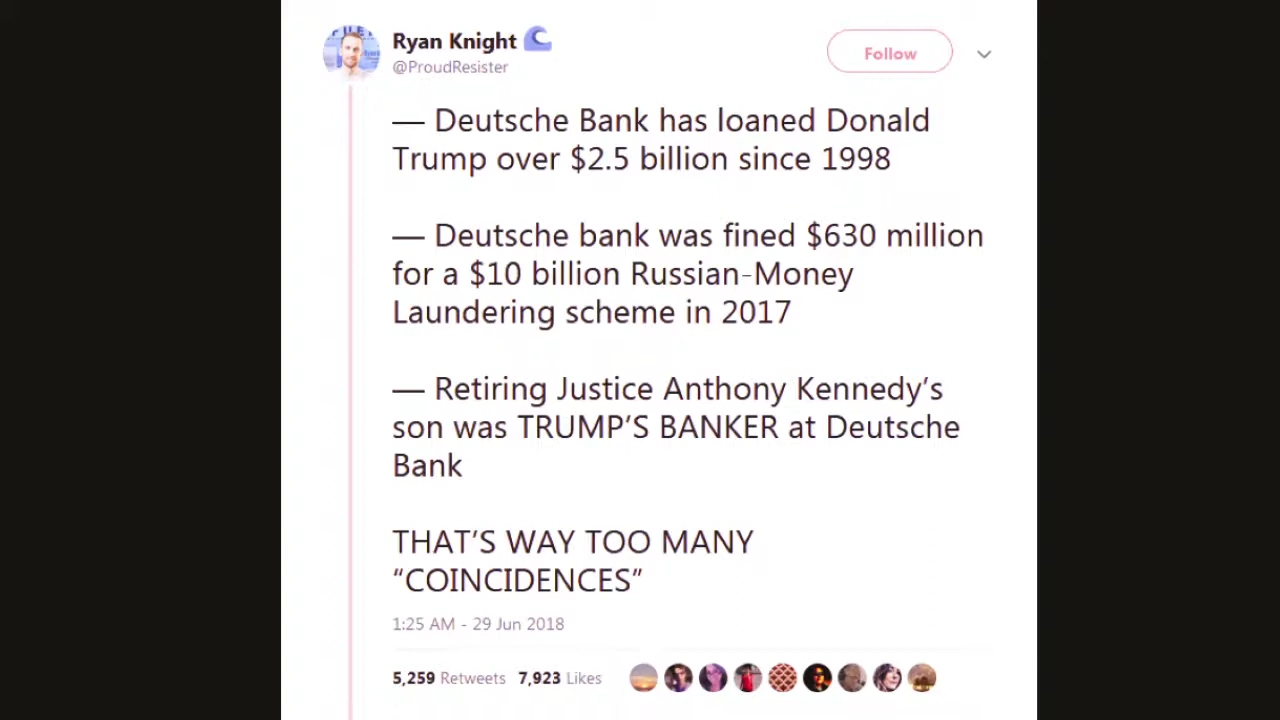 Ryan Knight
@ProudResister
Follow
— Deutsche Bank has loaned Donald
Trump over $2.5 billion since 1998
— Deutsche bank was fined $630 million
for a $10 billion Russian-Money
Laundering scheme in 2017
— Retiring Justice Anthony Kennedy’s
son was TRUMP’S BANKER at Deutsche
Bank
THAT’S WAY TOO MANY
“COINCIDENCES”
1:25 AM - 29 Jun 2018
5,259 Retweets 7,923 Likes